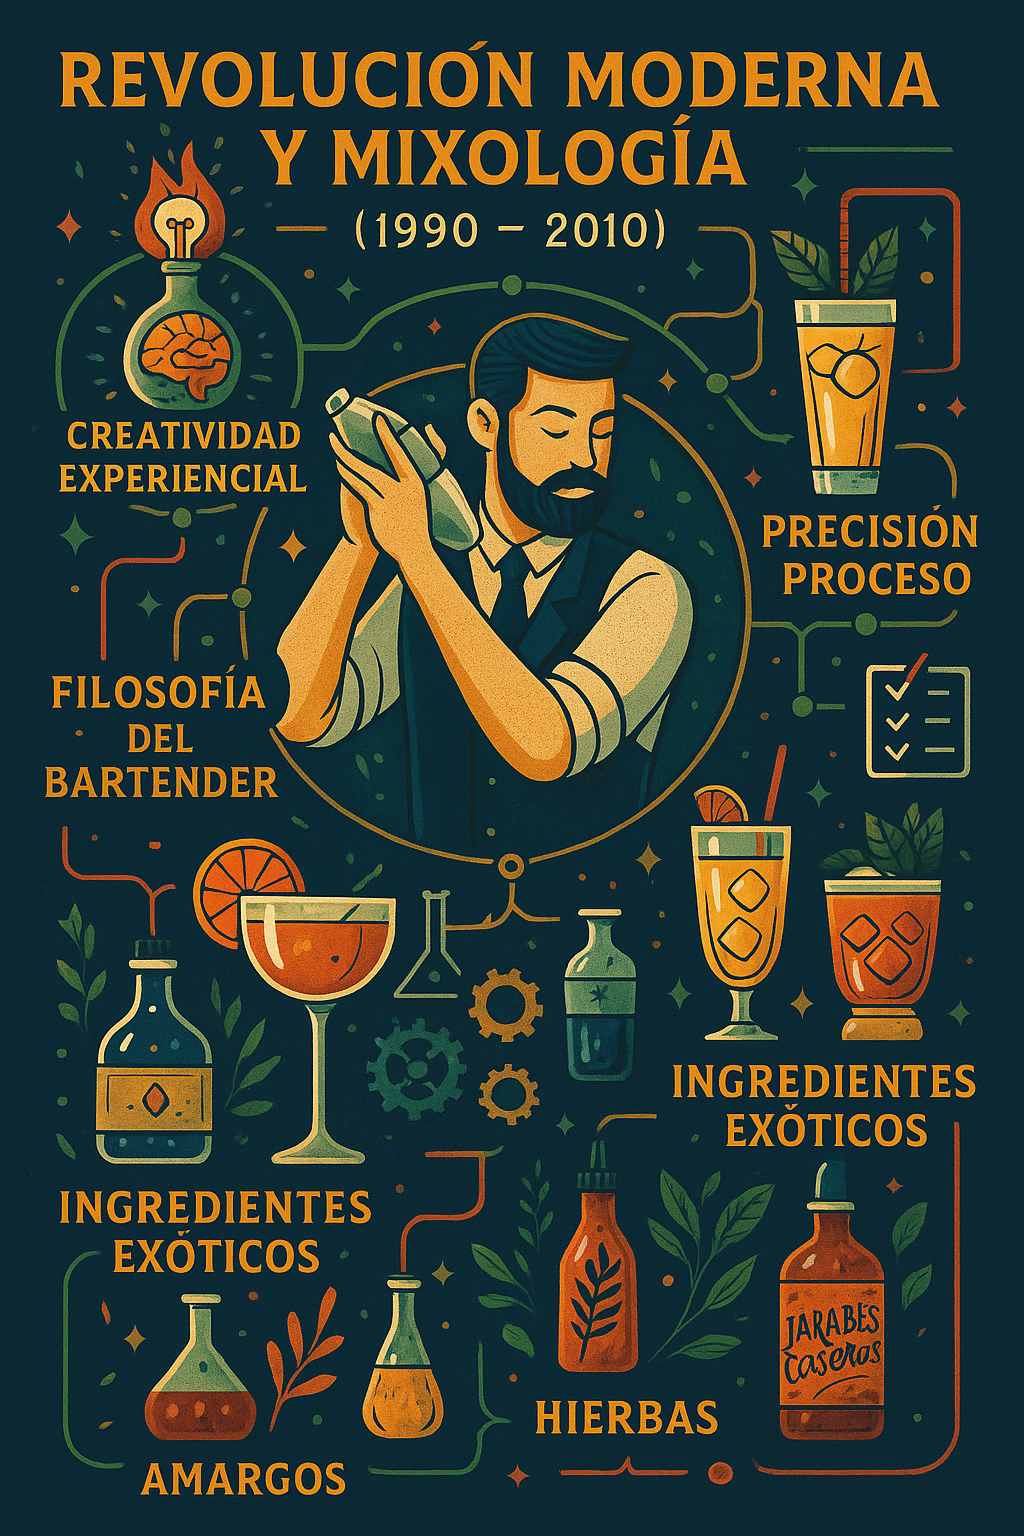 REVOLUCIÓN MODERNA
Y MIXOLOGÍA
(1990 – 2010)
CREATIVIDAD
EXPERIENCIAL
PRECISIÓN
PROCESO
FILOSOFÍA
DEL
BARTENDER
INGREDIENTES
EXÓTICOS
INGREDIENTES
EXÓTICOS
JARABES
caseros
HIERBAS
AMARGOS